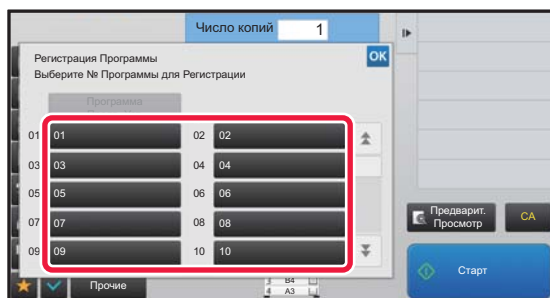 Число копий 1
Регистрация Программы
OK
Выберите № Программы для Регистрации
Программа
01 01 02 02
03 03 04 04
05 05 06 06
07 07 08 08
09 09 10 10
Предварит.
Просмотр
CA
Старт
Прочие
3 B4
4 A3